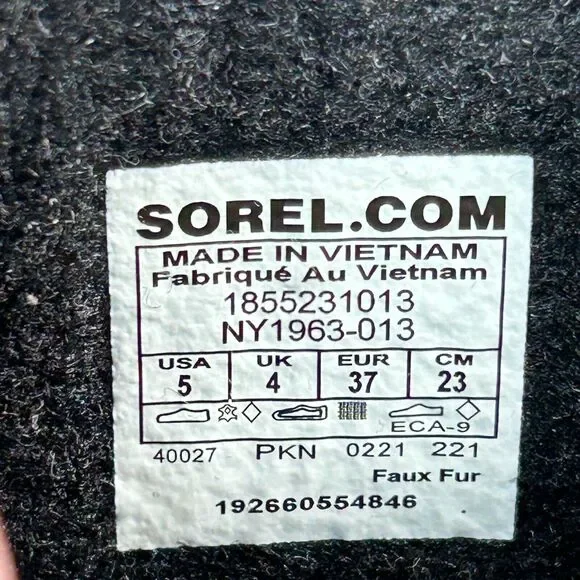 SOREL.COM
MADE IN VIETNAM
Fabriqué Au Vietnam
1855231013
NY1963-013
USA UK EUR CM
5 4 37 23
ECA-9
40027 PKN 0221 221
Faux Fur
192660554846